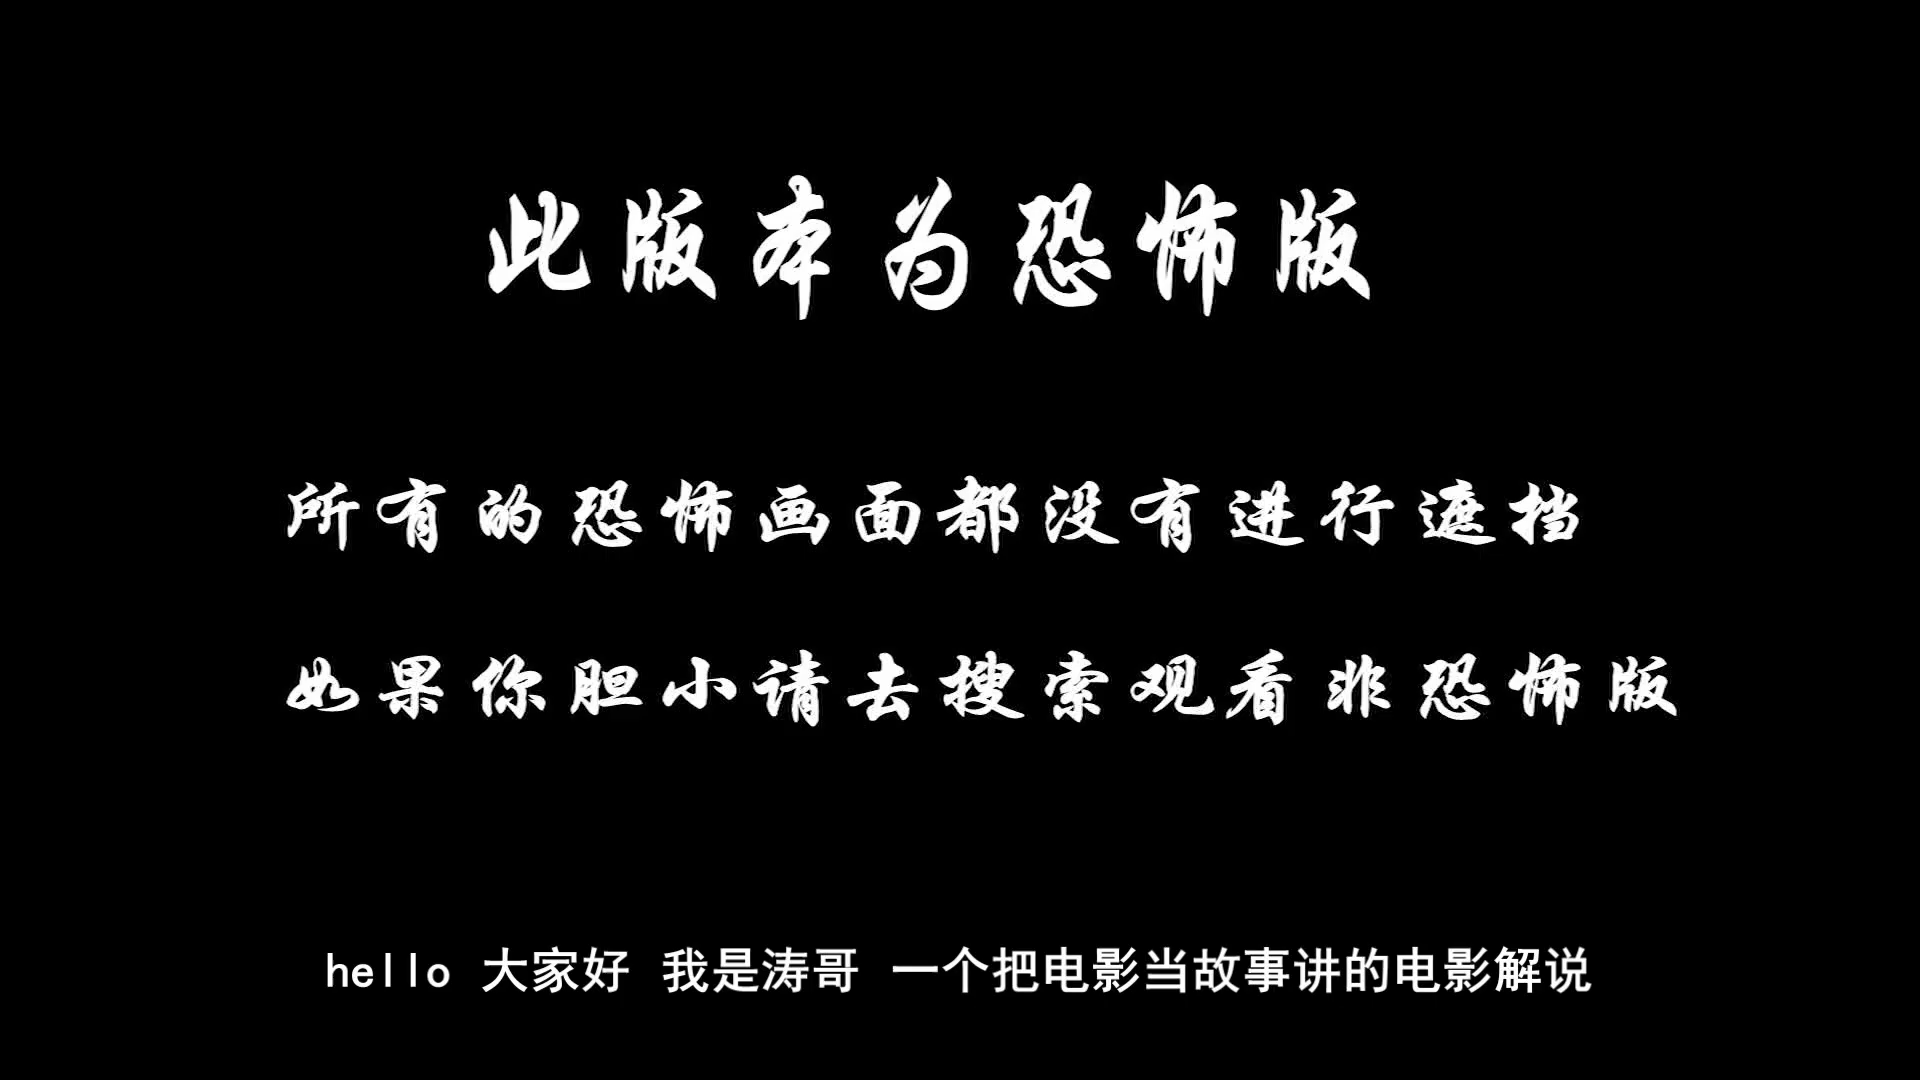 此版本为恐怖版
所有的恐怖画面都没有进行遮挡
如果你胆小请去搜索观看非恐怖版
hello 大家好 我是涛哥 一个把电影当故事讲的电影解说